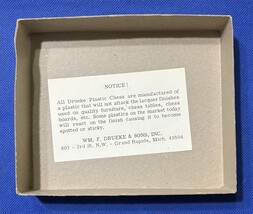 NOTICE!
All Drueke Plastic Chess are manufactured of
a plastic that will not attack the lacquer finishes
used on quality furniture, chess tables, chess
boards, etc. Some plastics on the market today
will react on the finish causing it to become
spotted or sticky.
WM. F. DRUEKE & SONS, INC.
601 - 3rd St. N.W. - Grand Rapids, Mich. 49504